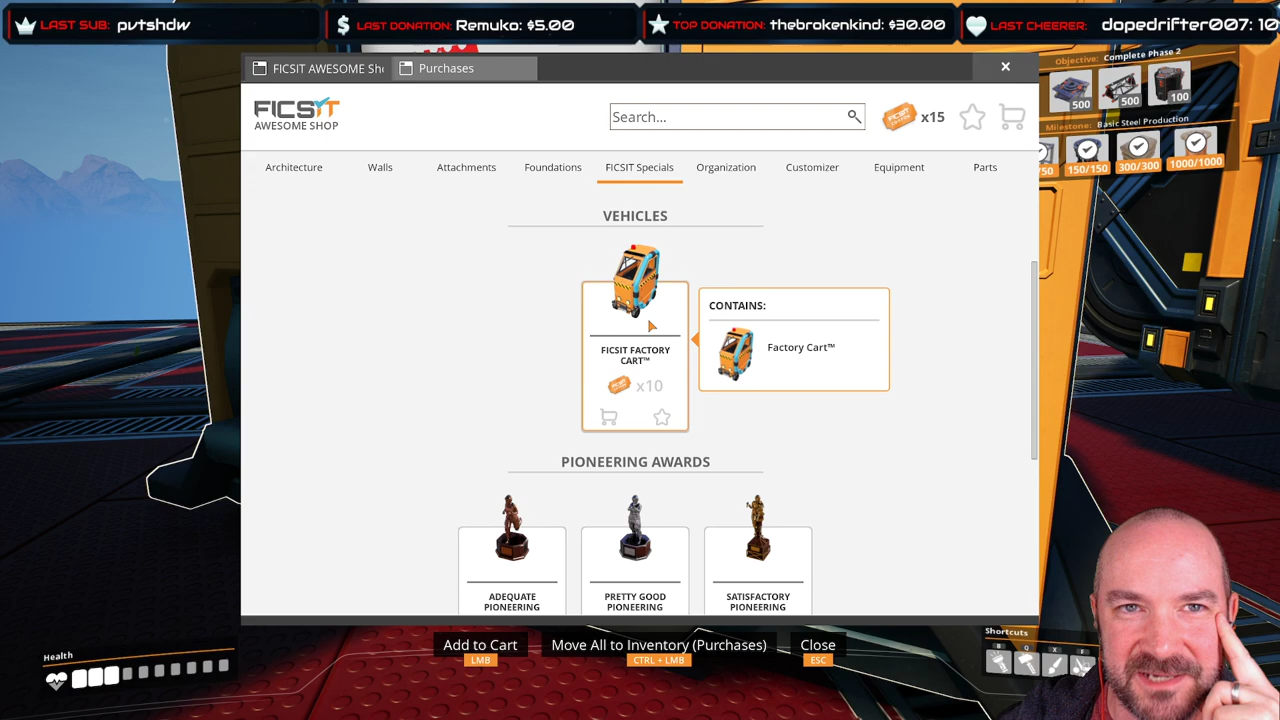 LAST SUB: pvtshdw
LAST DONATION: Remuko: $5.00
TOP DONATION: thebrokenkind: $30.00
LAST CHEERER: dopedrifter007: 10
FICSIT AWESOME Sh
Purchases
Objective: Complete Phase 2
500
500
100
FICSIT
AWESOME SHOP
Search...
x15
Milestone: Basic Steel Production
/50
150/150
300/300
1000/1000
Architecture
Walls
Attachments
Foundations
FICSIT Specials
Organization
Customizer
Equipment
Parts
VEHICLES
CONTAINS:
Factory Cart™
FICSIT FACTORY
CART™
x10
PIONEERING AWARDS
ADEQUATE
PIONEERING
PRETTY GOOD
PIONEERING
SATISFACTORY
PIONEERING
Add to Cart
LMB
Move All to Inventory (Purchases)
CTRL + LMB
Close
ESC
Health
Shortcuts
B
Q
X
F